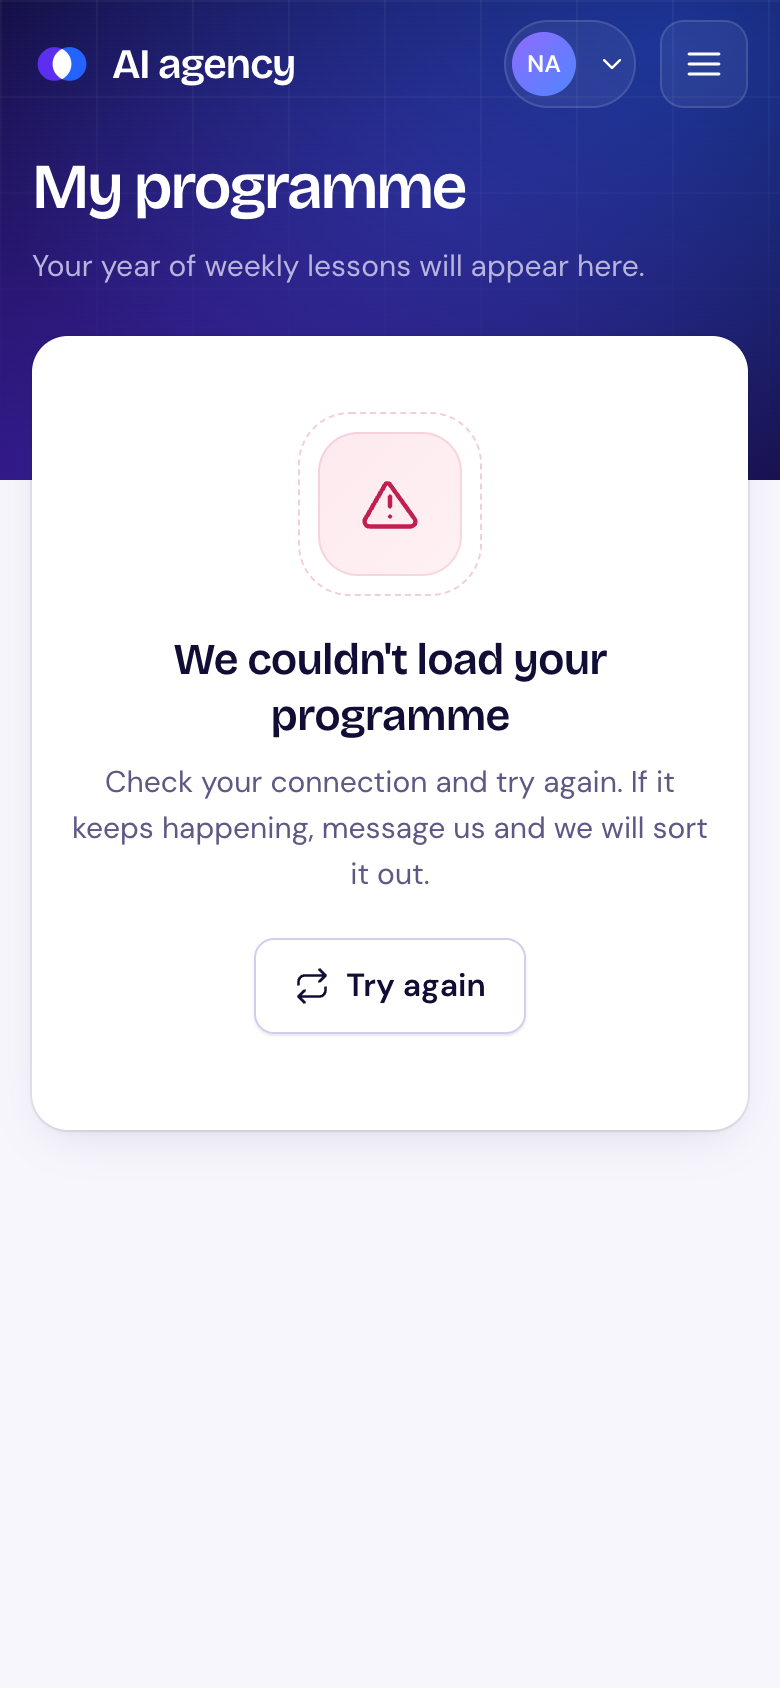 AI agency
NA
My programme
Your year of weekly lessons will appear here.
We couldn't load your
programme
Check your connection and try again. If it
keeps happening, message us and we will sort
it out.
Try again